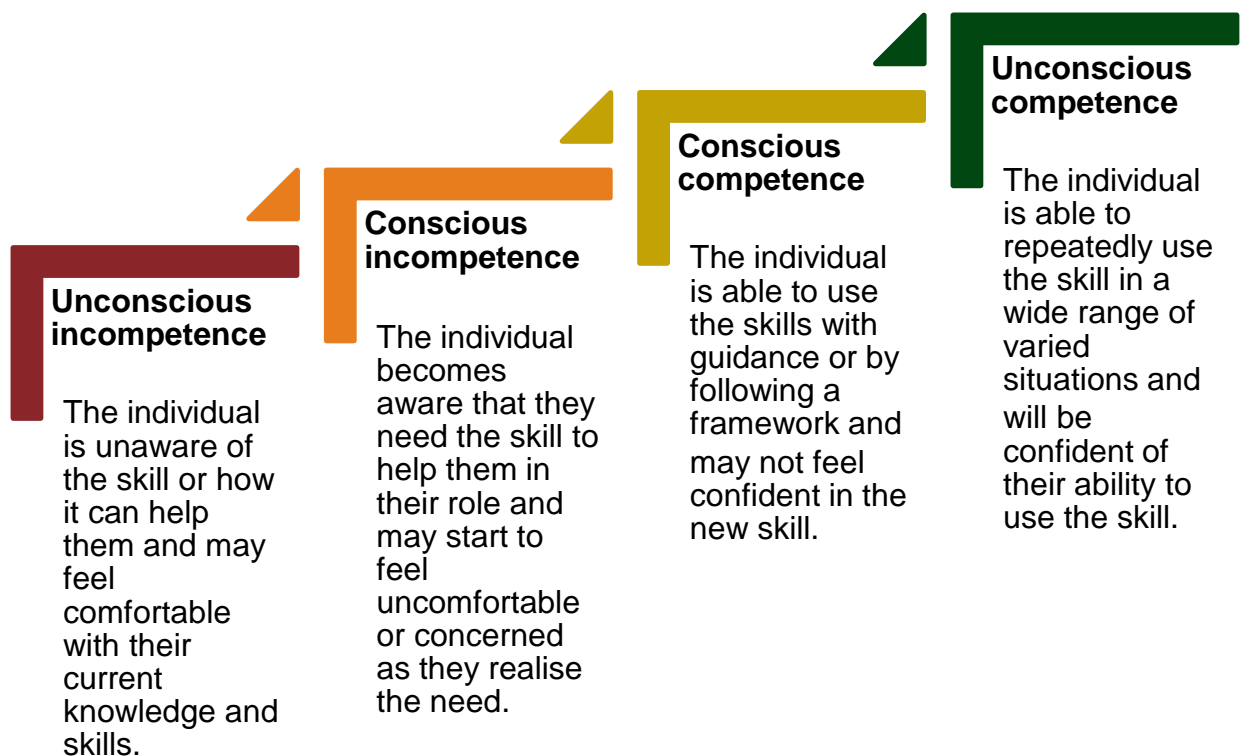 Unconscious
incompetence
The individual
is unaware of
the skill or how
it can help
them and may
feel
comfortable
with their
current
knowledge and
skills.
Conscious
incompetence
The individual
becomes
aware that they
need the skill to
help them in
their role and
may start to
feel
uncomfortable
or concerned
as they realise
the need.
Conscious
competence
The individual
is able to use
the skills with
guidance or by
following a
framework and
may not feel
confident in the
new skill.
Unconscious
competence
The individual
is able to
repeatedly use
the skill in a
wide range of
varied
situations and
will be
confident of
their ability to
use the skill.